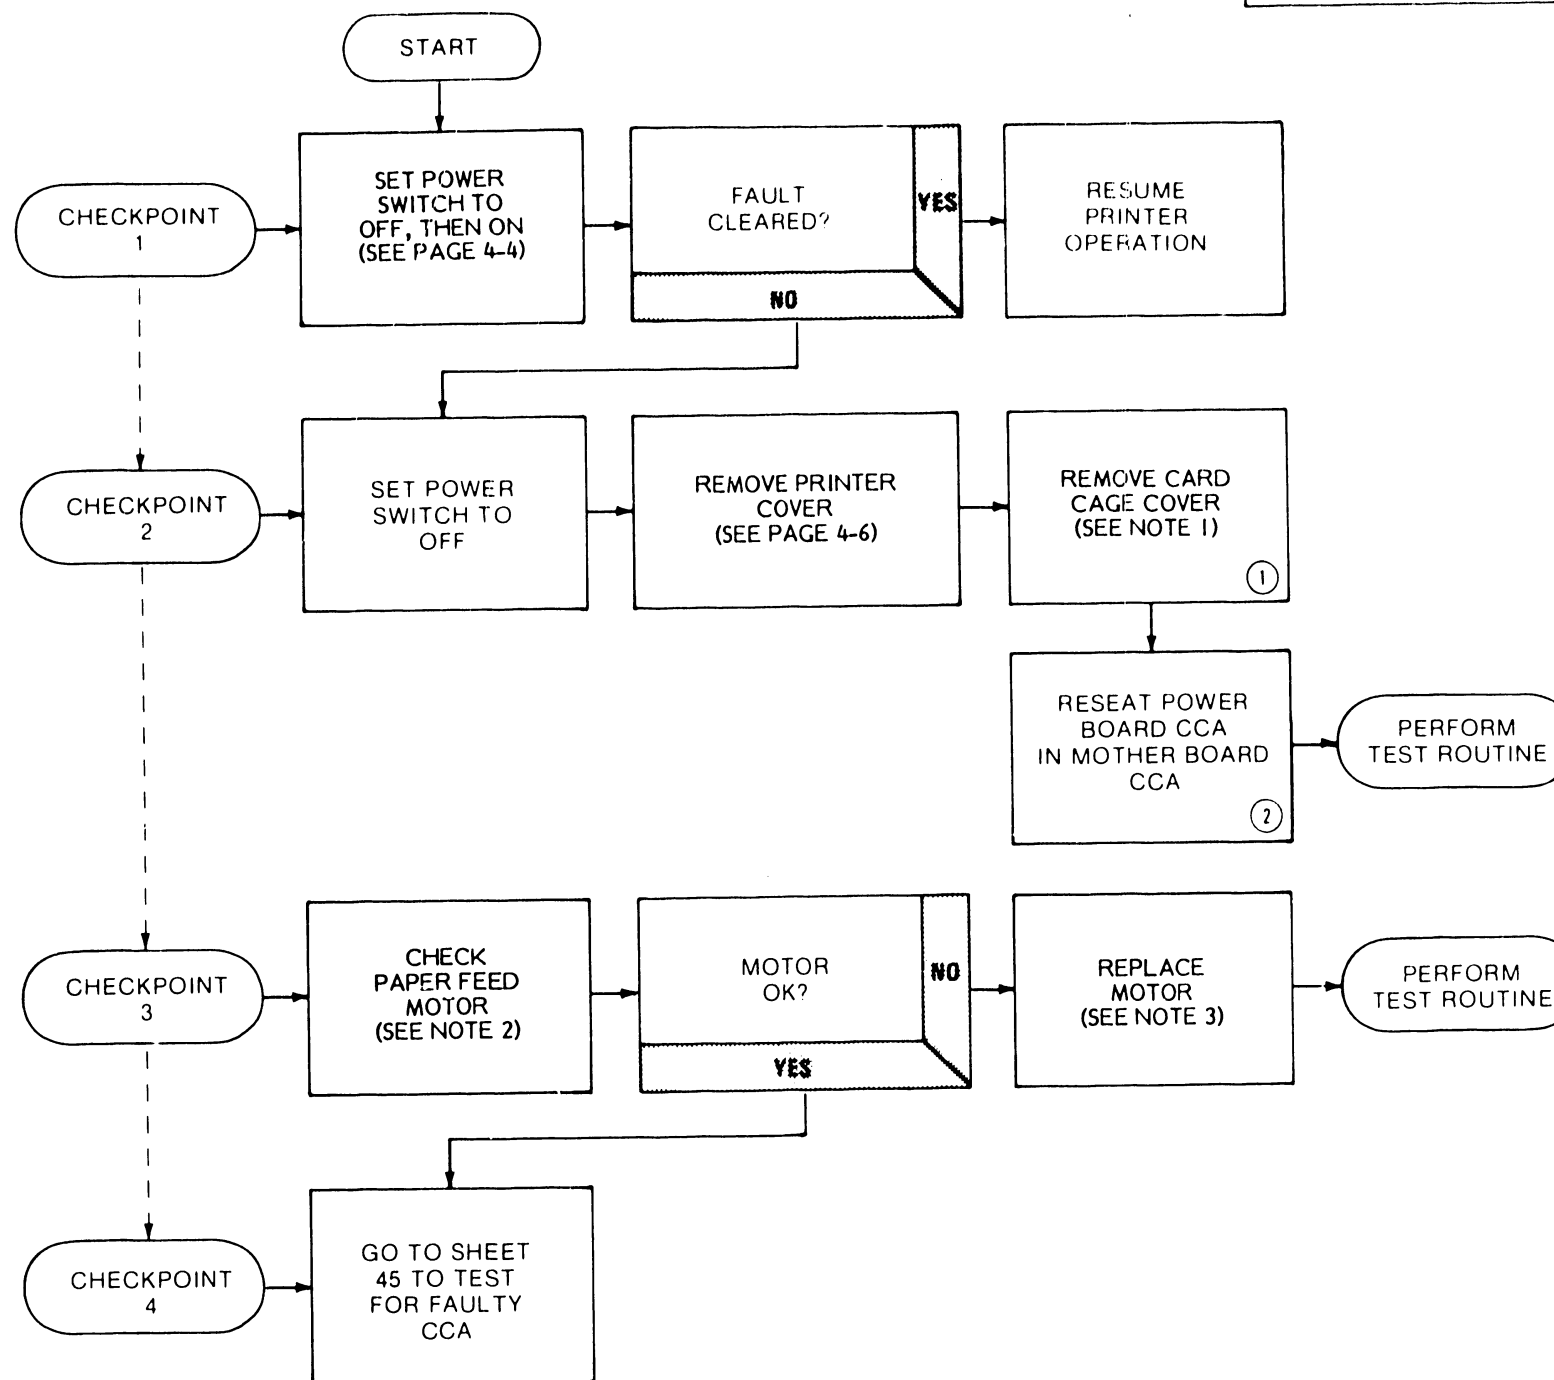 START
CHECKPOINT
1
SET POWER
SWITCH TO
OFF, THEN ON
(SEE PAGE 4-4)
FAULT
CLEARED?
YES
NO
RESUME
PRINTER
OPERATION
CHECKPOINT
2
SET POWER
SWITCH TO
OFF
REMOVE PRINTER
COVER
(SEE PAGE 4-6)
REMOVE CARD
CAGE COVER
(SEE NOTE 1)
1
RESEAT POWER
BOARD CCA
IN MOTHER BOARD
CCA
2
PERFORM
TEST ROUTINE
CHECKPOINT
3
CHECK
PAPER FEED
MOTOR
(SEE NOTE 2)
MOTOR
OK?
NO
YES
REPLACE
MOTOR
(SEE NOTE 3)
PERFORM
TEST ROUTINE
CHECKPOINT
4
GO TO SHEET
45 TO TEST
FOR FAULTY
CCA